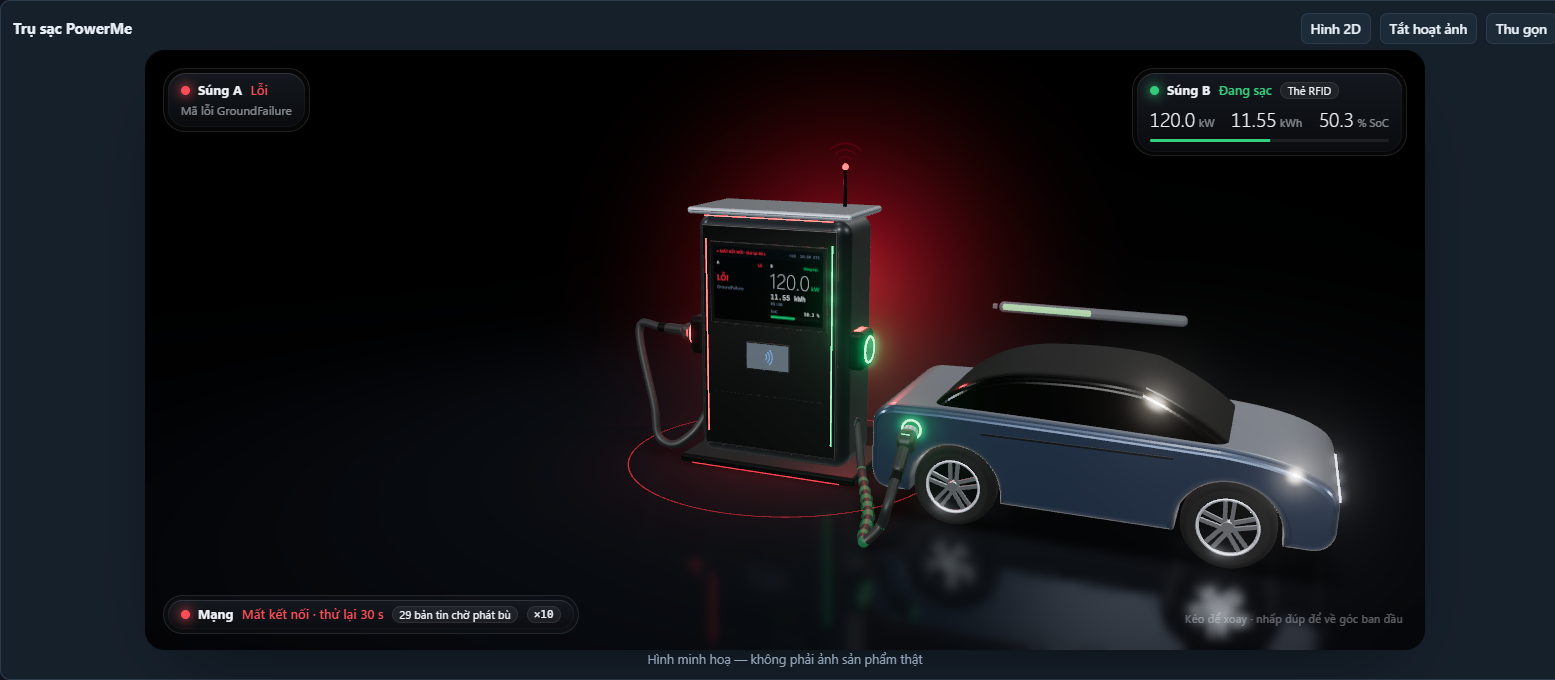 Trụ sạc PowerMe
Hình 2D
Tắt hoạt ảnh
Thu gọn
Súng A Lỗi
Mã lỗi GroundFailure
Súng B Đang sạc Thẻ RFID
120.0 kW 11.55 kWh 50.3 % SoC
A
B
LỖI
GroundFailure
120.0 kW
11.55 kWh
SoC 50.3 %
Mạng Mất kết nối · thử lại 30 s 29 bản tin chờ phát bù ×10
Kéo để xoay · nhấp đúp để về góc ban đầu
Hình minh hoạ — không phải ảnh sản phẩm thật